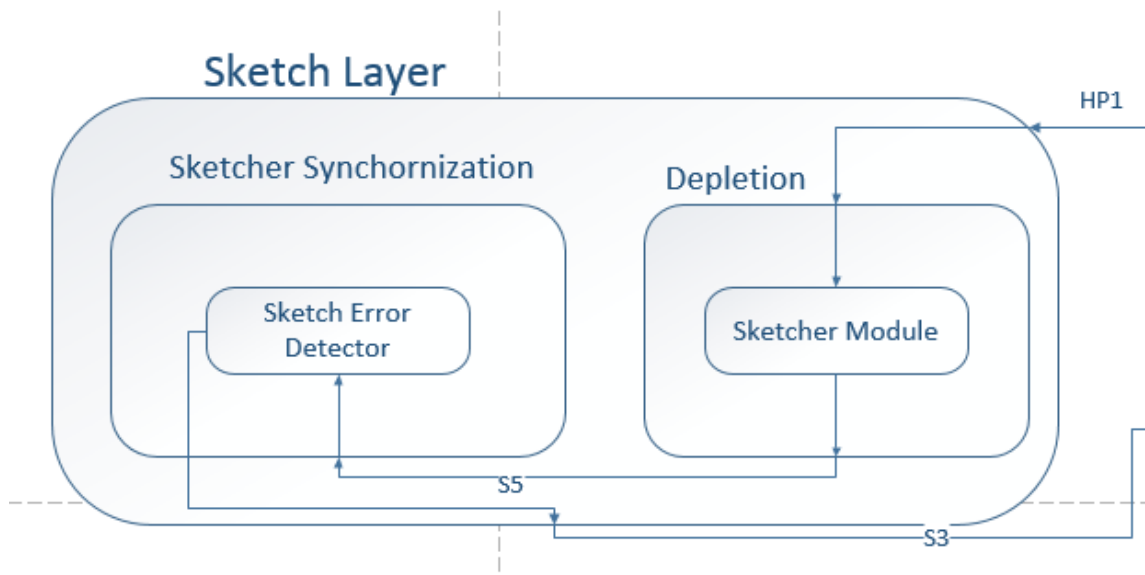 Sketch Layer
HP1
Sketcher Synchornization
Depletion
Sketch Error
Detector
Sketcher Module
S5
S3